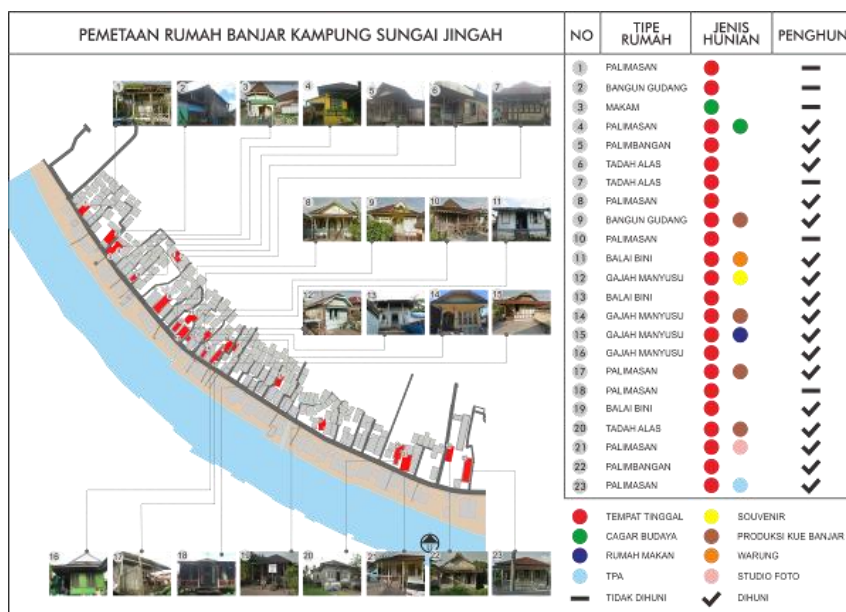 PEMETAAN RUMAH BANJAR KAMPUNG SUNGAI JINGAH
NO TIPE RUMAH JENIS HUNIAN PENGHUN
1 PALIMASAN
2 BANGUN GUDANG
3 MAKAM
4 PALIMASAN
5 PALIMBANGAN
6 TADAH ALAS
7 TADAH ALAS
8 PALIMASAN
9 BANGUN GUDANG
10 PALIMASAN
11 BALAI BINI
12 GAJAH MANYUSU
13 BALAI BINI
14 GAJAH MANYUSU
15 GAJAH MANYUSU
16 GAJAH MANYUSU
17 PALIMASAN
18 PALIMASAN
19 BALAI BINI
20 TADAH ALAS
21 PALIMASAN
22 PALIMBANGAN
23 PALIMASAN
TEMPAT TINGGAL SOUVENIR
CAGAR BUDAYA PRODUKSI KUE BANJAR
RUMAH MAKAN WARUNG
TPA STUDIO FOTO
TIDAK DIHUNI DIHUNI
1 2 3 4 5 6 7
8 9 10 11
12 13 14 15
16 17 18 19 20 21 22 23